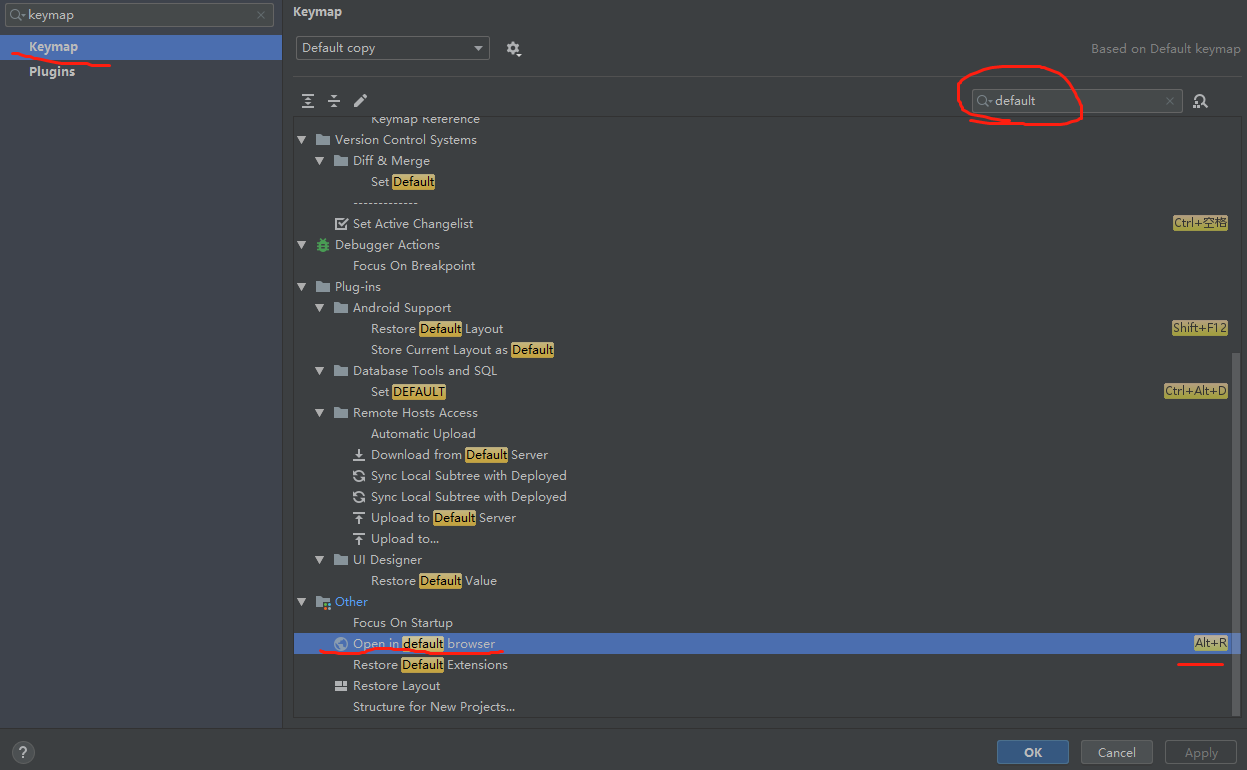 keymap
Keymap
Plugins
Keymap
Default copy
Based on Default keymap
default
Keymap Reference
Version Control Systems
Diff & Merge
Set Default
-------------
Set Active Changelist Ctrl+空格
Debugger Actions
Focus On Breakpoint
Plug-ins
Android Support
Restore Default Layout Shift+F12
Store Current Layout as Default
Database Tools and SQL
Set DEFAULT Ctrl+Alt+D
Remote Hosts Access
Automatic Upload
Download from Default Server
Sync Local Subtree with Deployed
Sync Local Subtree with Deployed
Upload to Default Server
Upload to...
UI Designer
Restore Default Value
Other
Focus On Startup
Open in default browser Alt+R
Restore Default Extensions
Restore Layout
Structure for New Projects...
?
OK Cancel Apply